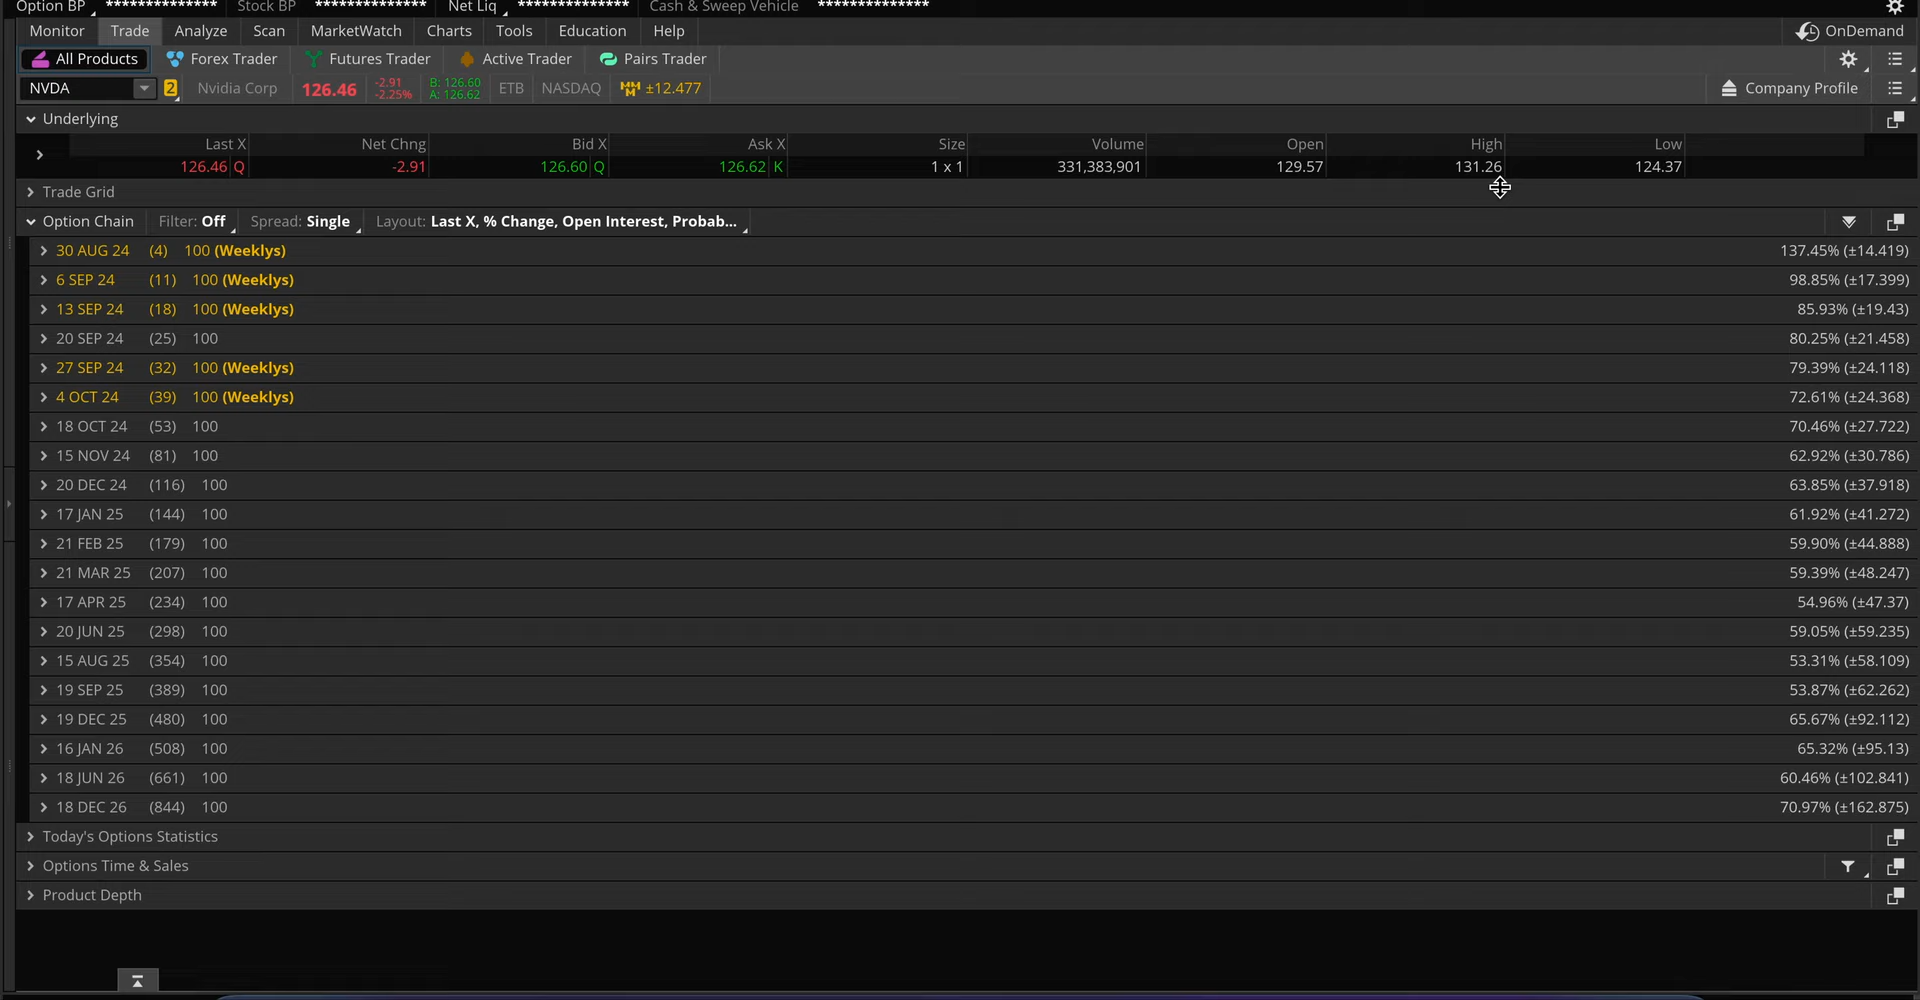 Option BP ************** Stock BP ************** Net Liq ************** Cash & Sweep Vehicle **************
Monitor Trade Analyze Scan MarketWatch Charts Tools Education Help OnDemand
All Products Forex Trader Futures Trader Active Trader Pairs Trader
NVDA 2 Nvidia Corp 126.46 -2.91 -2.25% B: 126.60 A: 126.62 ETB NASDAQ ±12.477 Company Profile
Underlying
Last X Net Chng Bid X Ask X Size Volume Open High Low
126.46 Q -2.91 126.60 Q 126.62 K 1 x 1 331,383,901 129.57 131.26 124.37
Trade Grid
Option Chain Filter: Off Spread: Single Layout: Last X, % Change, Open Interest, Probab...
30 AUG 24 (4) 100 (Weeklys) 137.45% (±14.419)
6 SEP 24 (11) 100 (Weeklys) 98.85% (±17.399)
13 SEP 24 (18) 100 (Weeklys) 85.93% (±19.43)
20 SEP 24 (25) 100 80.25% (±21.458)
27 SEP 24 (32) 100 (Weeklys) 79.39% (±24.118)
4 OCT 24 (39) 100 (Weeklys) 72.61% (±24.368)
18 OCT 24 (53) 100 70.46% (±27.722)
15 NOV 24 (81) 100 62.92% (±30.786)
20 DEC 24 (116) 100 63.85% (±37.918)
17 JAN 25 (144) 100 61.92% (±41.272)
21 FEB 25 (179) 100 59.90% (±44.888)
21 MAR 25 (207) 100 59.39% (±48.247)
17 APR 25 (234) 100 54.96% (±47.37)
20 JUN 25 (298) 100 59.05% (±59.235)
15 AUG 25 (354) 100 53.31% (±58.109)
19 SEP 25 (389) 100 53.87% (±62.262)
19 DEC 25 (480) 100 65.67% (±92.112)
16 JAN 26 (508) 100 65.32% (±95.13)
18 JUN 26 (661) 100 60.46% (±102.841)
18 DEC 26 (844) 100 70.97% (±162.875)
Today's Options Statistics
Options Time & Sales
Product Depth